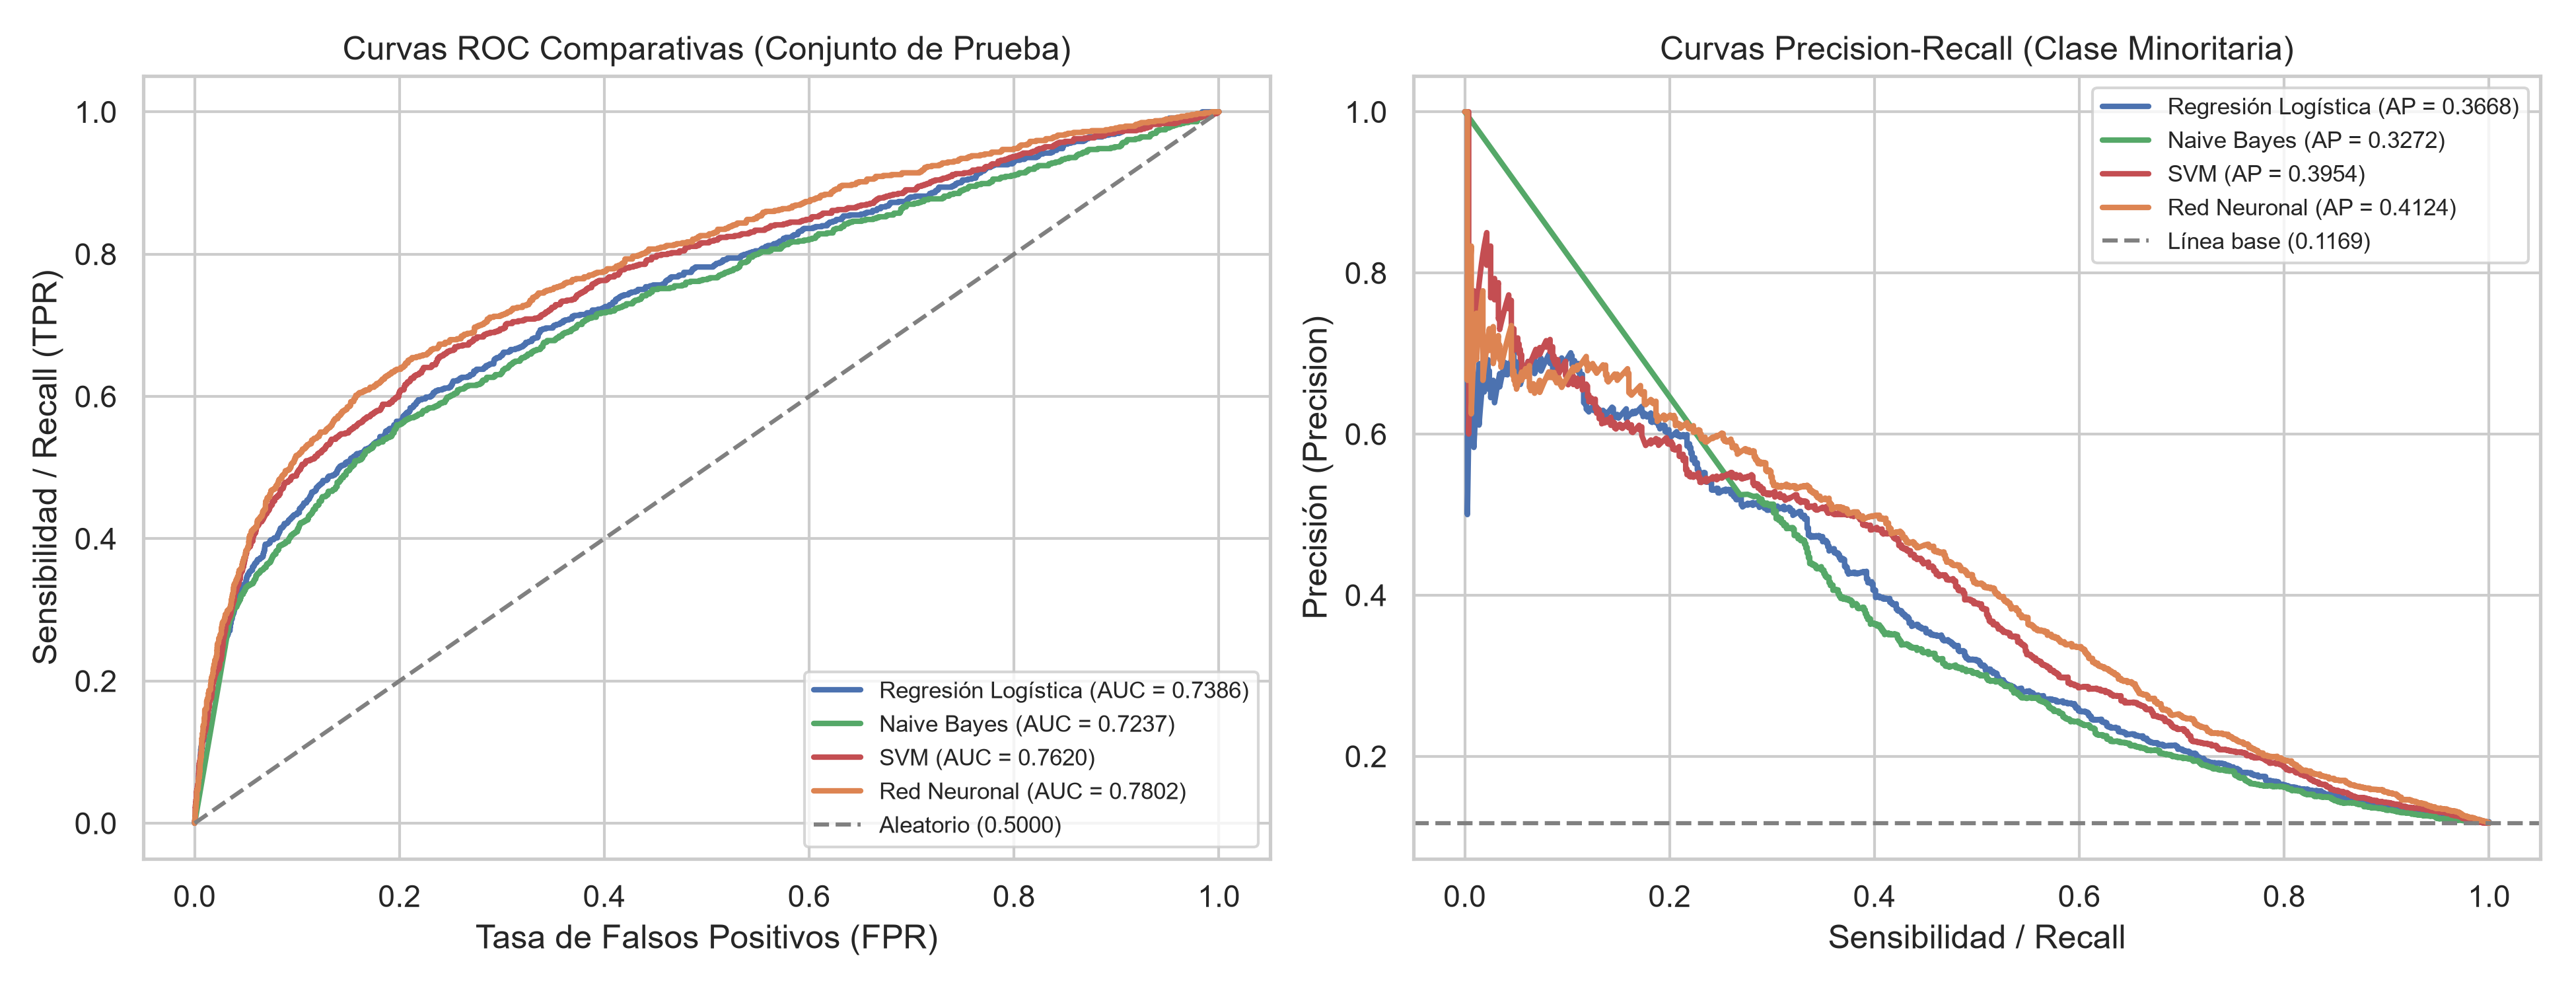 Curvas ROC Comparativas (Conjunto de Prueba)
Sensibilidad / Recall (TPR)
1.0
0.8
0.6
0.4
0.2
0.0
Regresión Logística (AUC = 0.7386)
Naive Bayes (AUC = 0.7237)
SVM (AUC = 0.7620)
Red Neuronal (AUC = 0.7802)
Aleatorio (0.5000)
0.0 0.2 0.4 0.6 0.8 1.0
Tasa de Falsos Positivos (FPR)
Curvas Precision-Recall (Clase Minoritaria)
Precisión (Precision)
1.0
0.8
0.6
0.4
0.2
Regresión Logística (AP = 0.3668)
Naive Bayes (AP = 0.3272)
SVM (AP = 0.3954)
Red Neuronal (AP = 0.4124)
Línea base (0.1169)
0.0 0.2 0.4 0.6 0.8 1.0
Sensibilidad / Recall